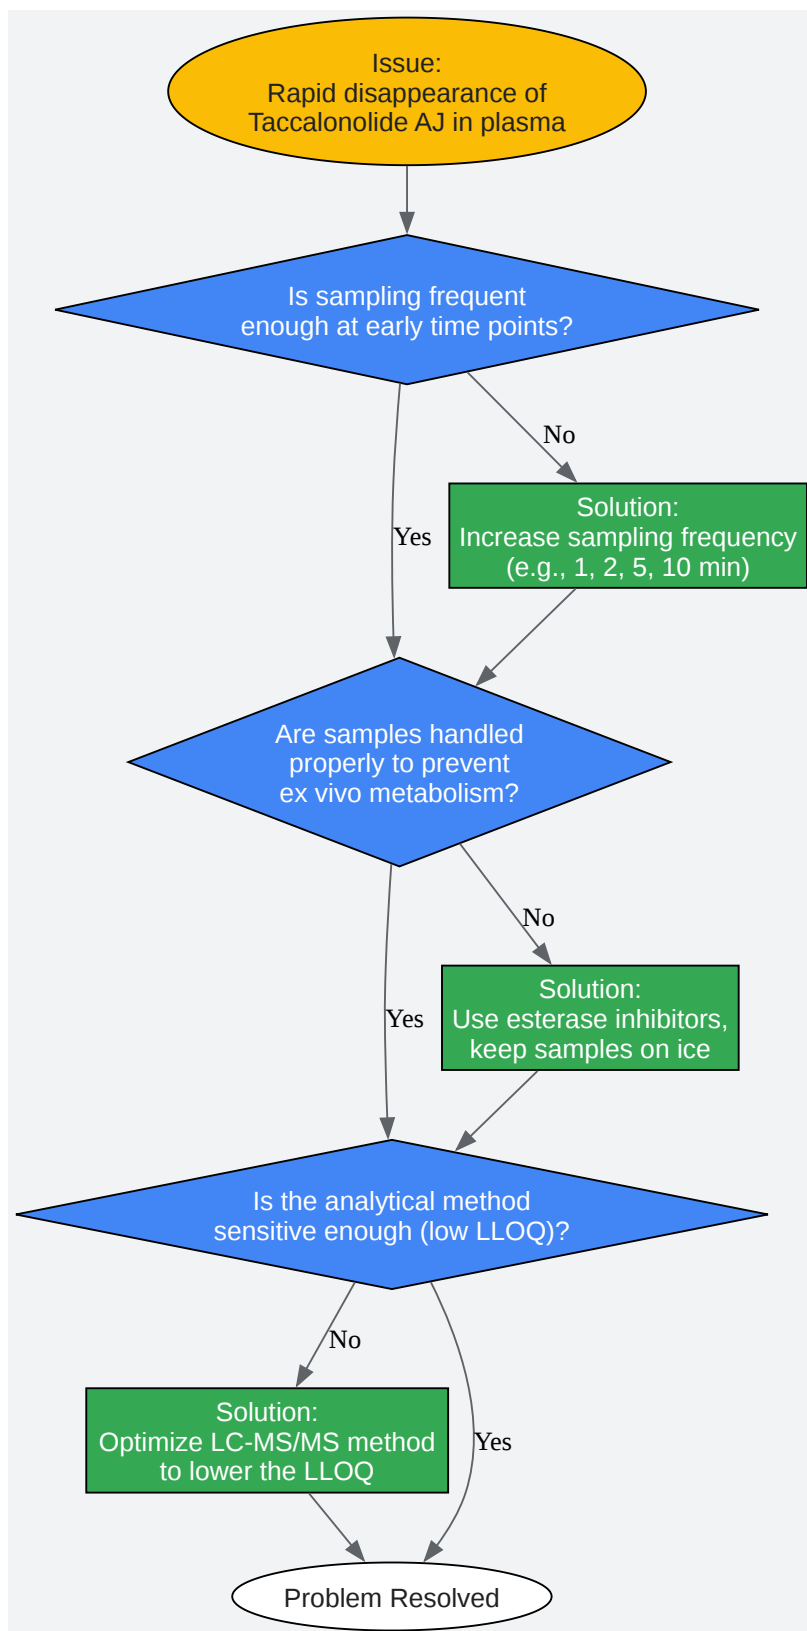 Issue:
Rapid disappearance of
Taccalonolide AJ in plasma
Is sampling frequent
enough at early time points?
No
Yes
Solution:
Increase sampling frequency
(e.g., 1, 2, 5, 10 min)
Are samples handled
properly to prevent
ex vivo metabolism?
No
Yes
Solution:
Use esterase inhibitors,
keep samples on ice
Is the analytical method
sensitive enough (low LLOQ)?
No
Yes
Solution:
Optimize LC-MS/MS method
to lower the LLOQ
Problem Resolved